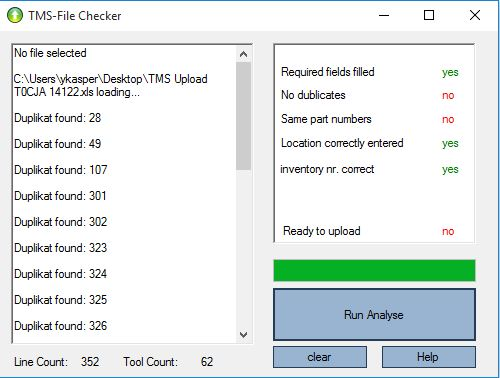 TMS-File Checker
No file selected
C:\Users\ykasper\Desktop\TMS Upload
T0CJA 14122.xls loading...
Duplikat found: 28
Duplikat found: 49
Duplikat found: 107
Duplikat found: 301
Duplikat found: 302
Duplikat found: 323
Duplikat found: 324
Duplikat found: 325
Duplikat found: 326
Line Count: 352 Tool Count: 62
Required fields filled yes
No dublicates no
Same part numbers no
Location correctly entered yes
inventory nr. correct yes
Ready to upload no
Run Analyse
clear Help